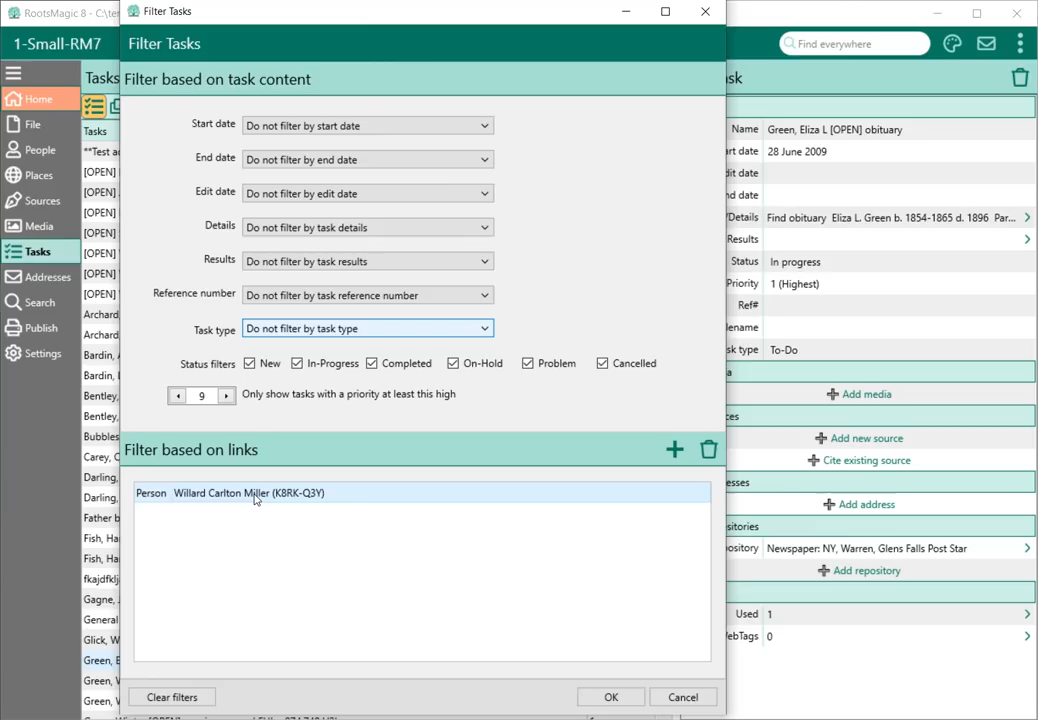 RootsMagic 8 - C:\te
Filter Tasks
1-Small-RM7
Filter Tasks
Find everywhere
Tasks
Filter based on task content
sk
Home
File
People
Places
Sources
Media
Tasks
Addresses
Search
Publish
Settings
Tasks
**Test a
[OPEN]
[OPEN]
[OPEN]
[OPEN]
[OPEN]
[OPEN]
[OPEN]
Archard
Archard
Bardin,
Bardin,
Bentley,
Bentley,
Bubbles
Carey, C
Darling,
Darling,
Father b
Fish, Ha
Fish, Ha
fkajdfklj
Gagne,
General
Glick, W
Green, E
Green,
Green,
Start date Do not filter by start date
End date Do not filter by end date
Edit date Do not filter by edit date
Details Do not filter by task details
Results Do not filter by task results
Reference number Do not filter by task reference number
Task type Do not filter by task type
Status filters New In-Progress Completed On-Hold Problem Cancelled
9 Only show tasks with a priority at least this high
Filter based on links
Person Willard Carlton Miller (K8RK-Q3Y)
Clear filters OK Cancel
Name Green, Eliza L [OPEN] obituary
rt date 28 June 2009
dit date
nd date
/Details Find obituary Eliza L. Green b. 1854-1865 d. 1896 Par...
Results
Status In progress
Priority 1 (Highest)
Ref#
lename
sk type To-Do
a
Add media
ces
Add new source
Cite existing source
esses
Add address
sitories
ository Newspaper: NY, Warren, Glens Falls Post Star
Add repository
Used 1
ebTags 0